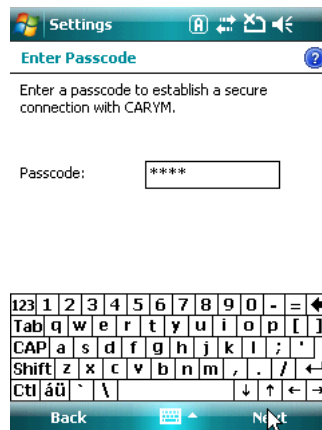 Settings
Enter Passcode
Enter a passcode to establish a secure
connection with CARYM.
Passcode: ****
123 1 2 3 4 5 6 7 8 9 0 - =
Tab q w e r t y u i o p [ ]
CAP a s d f g h j k l ; '
Shift z x c v b n m , . /
Ctl áü ` \
Back Next